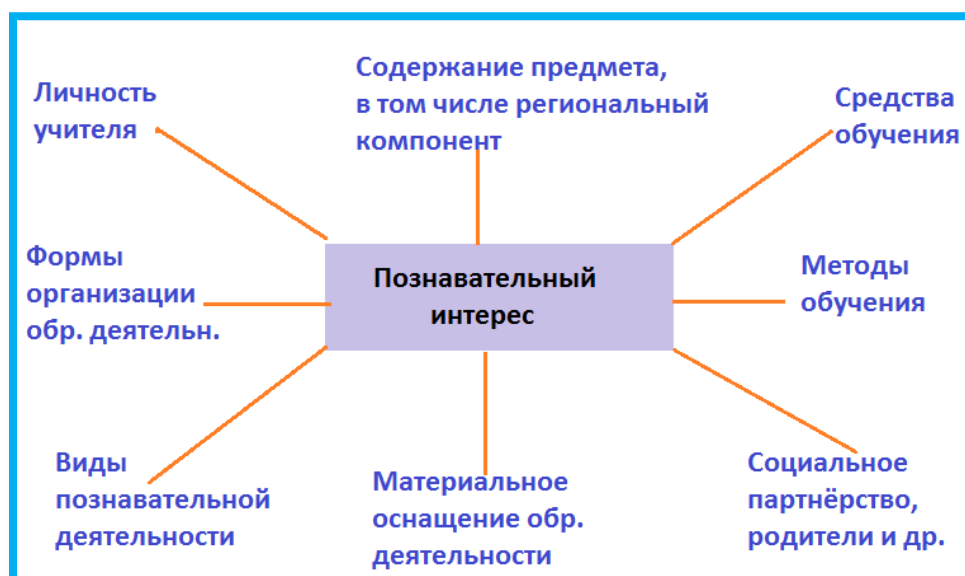 Личность
учителя
Содержание предмета,
в том числе региональный
компонент
Средства
обучения
Формы
организации
обр. деятельн.
Познавательный
интерес
Методы
обучения
Виды
познавательной
деятельности
Материальное
оснащение обр.
деятельности
Социальное
партнёрство,
родители и др.